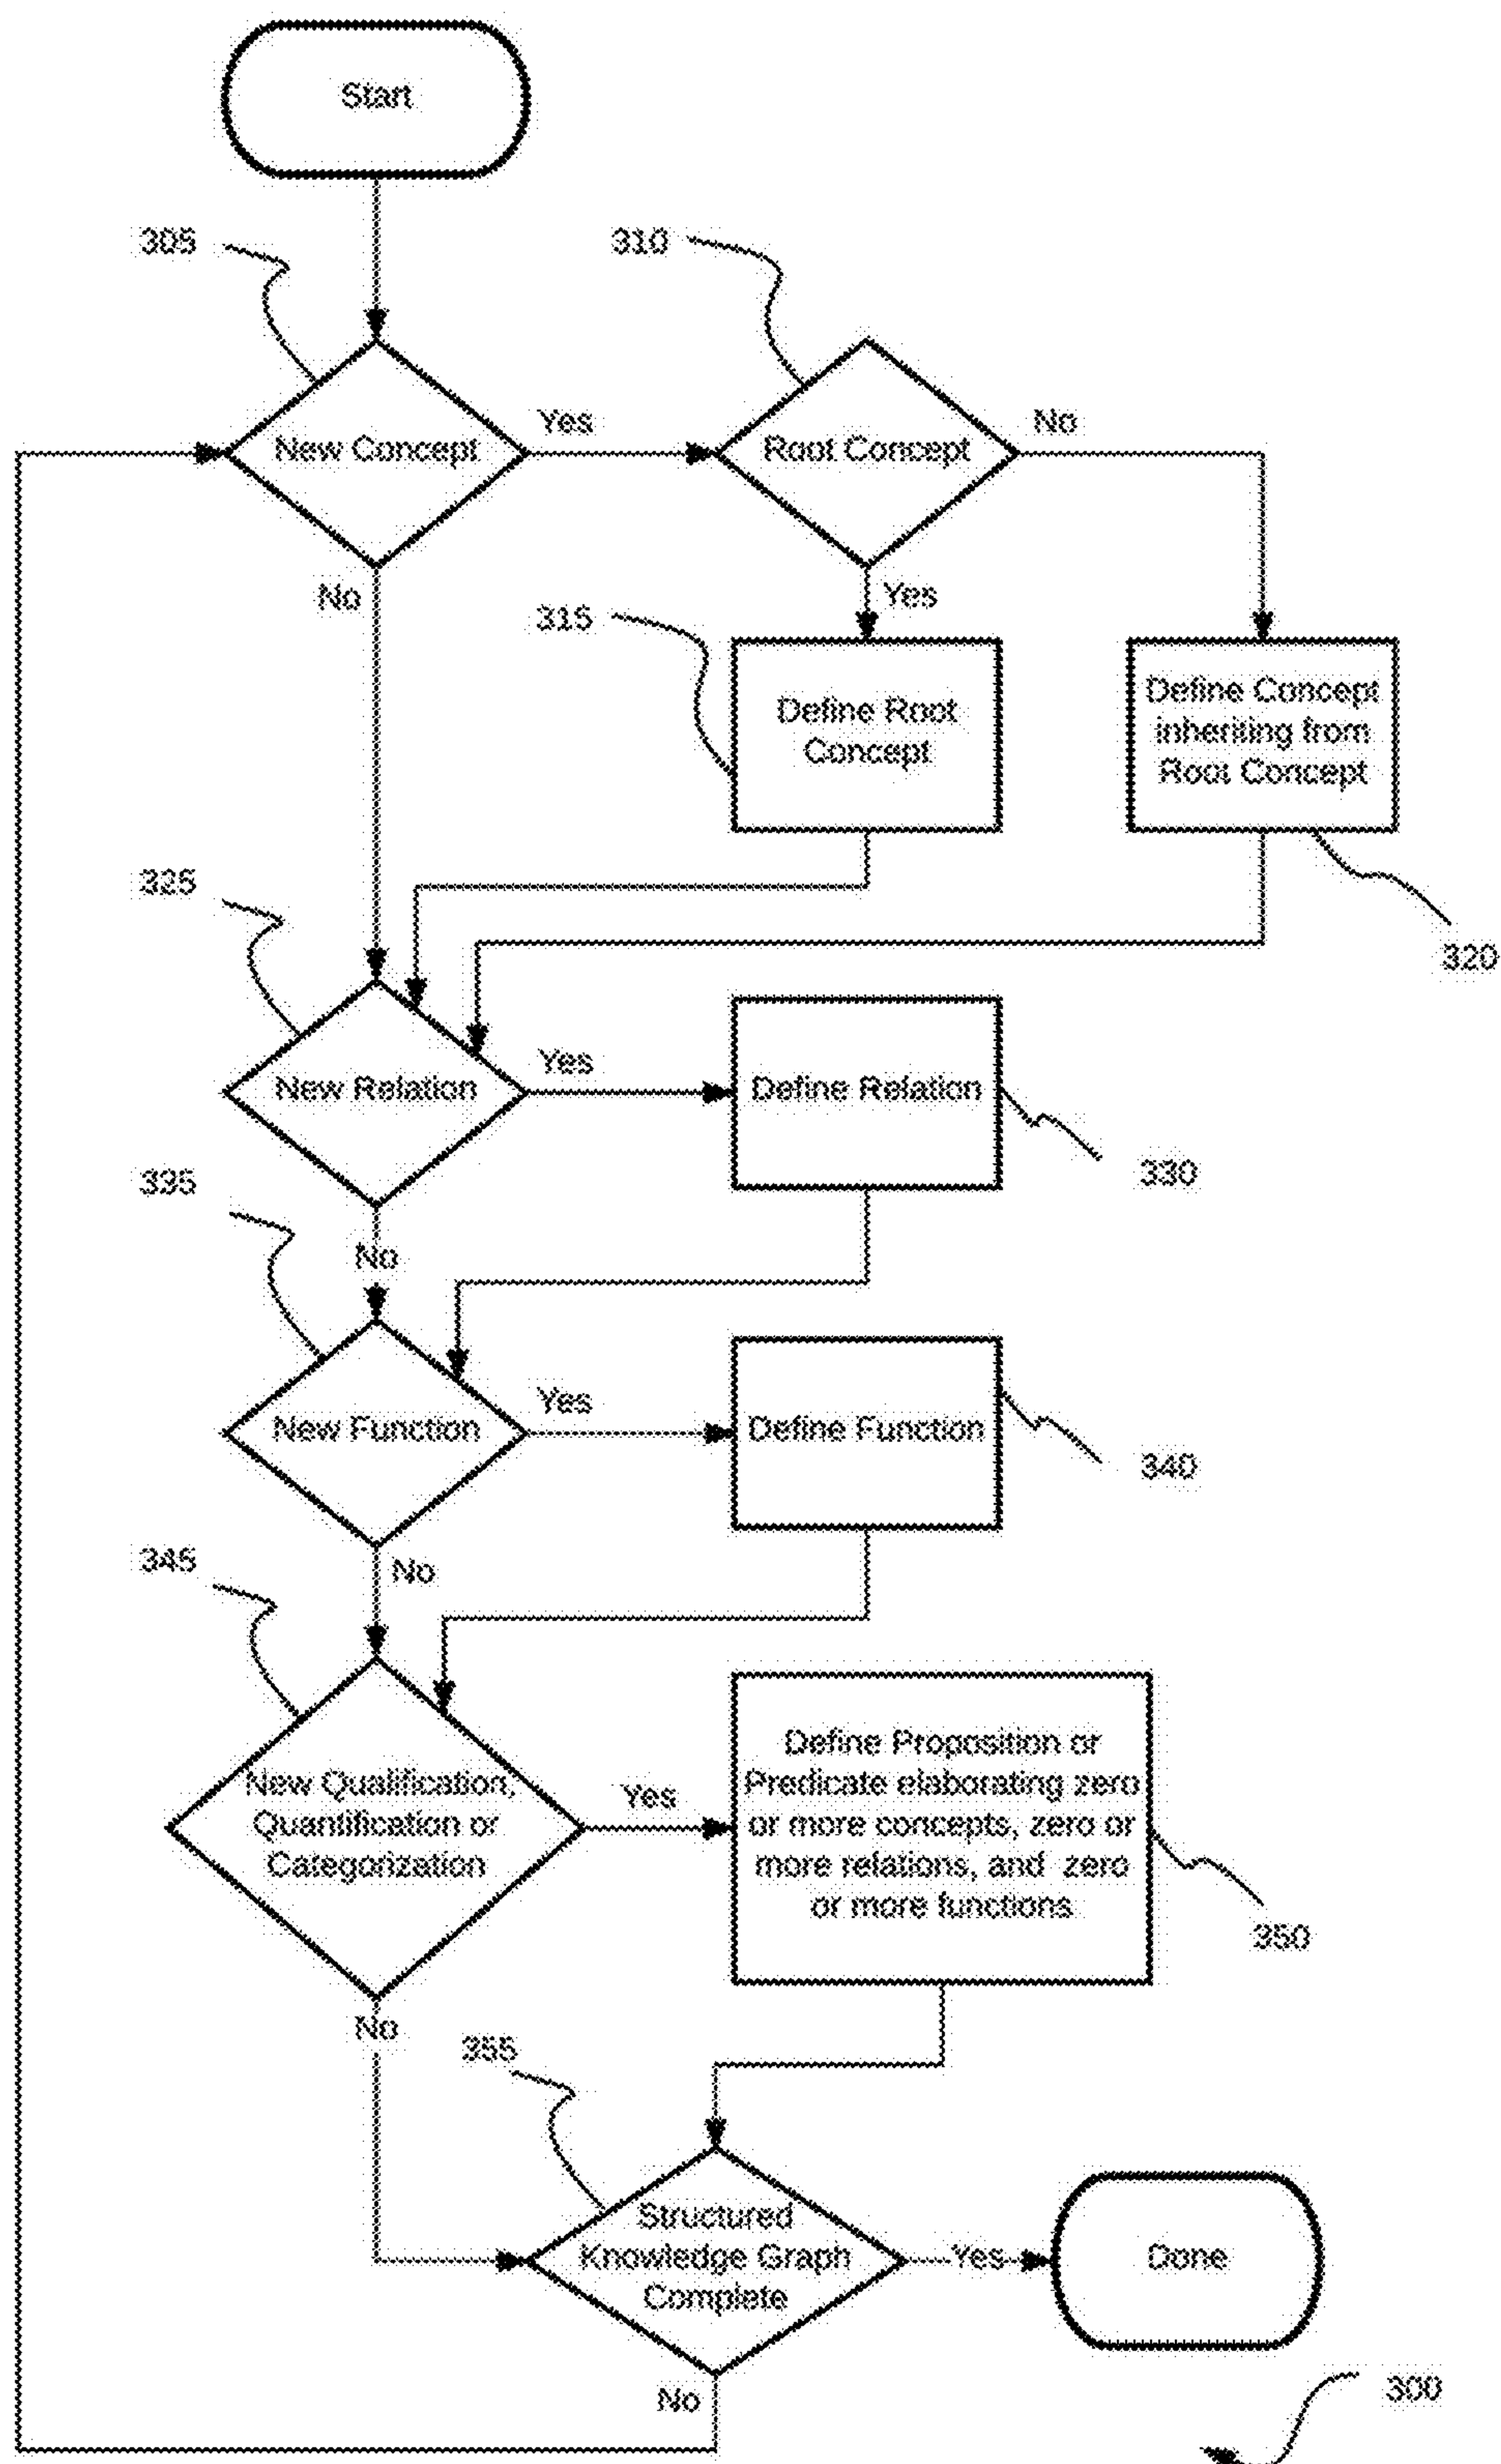 Start
305
310
New Concept
Yes
Root Concept
No
No
Yes
315
Define Root
Concept
Define Concept
inheriting from
Root Concept
325
320
New Relation
Yes
Define Relation
330
335
No
New Function
Yes
Define Function
340
345
No
New Qualification,
Quantification or
Categorization
Yes
Define Proposition or
Predicate elaborating zero
or more concepts, zero or
more relations, and zero
or more functions
350
No
355
Structured
Knowledge Graph
Complete
Yes
Done
No
300